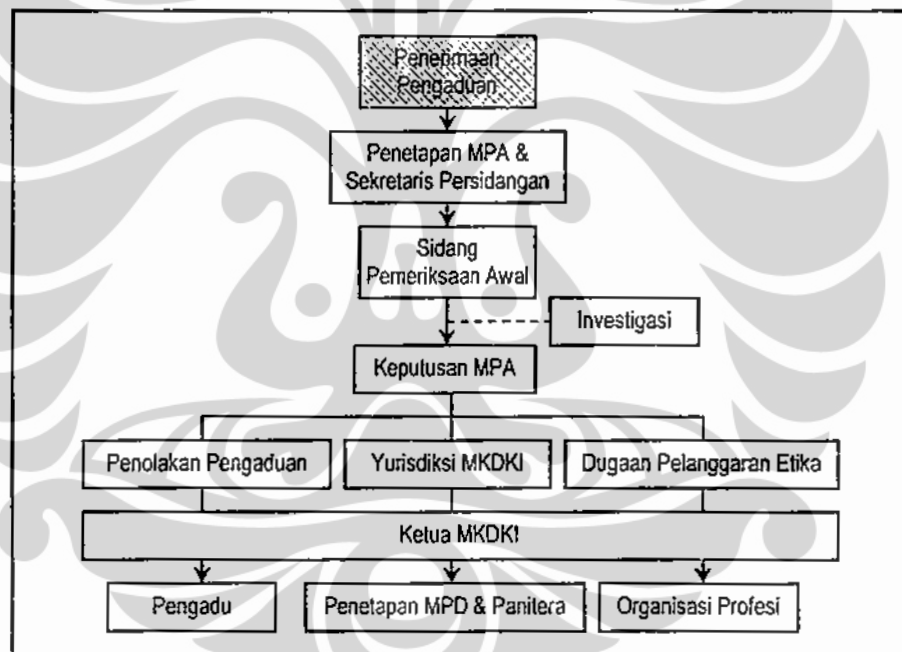 Penerimaan
Pengaduan
Penetapan MPA &
Sekretaris Persidangan
Sidang
Pemeriksaan Awal
Investigasi
Keputusan MPA
Penolakan Pengaduan
Yurisdiksi MKDKI
Dugaan Pelanggaran Etika
Ketua MKDKI
Pengadu
Penetapan MPD & Panitera
Organisasi Profesi